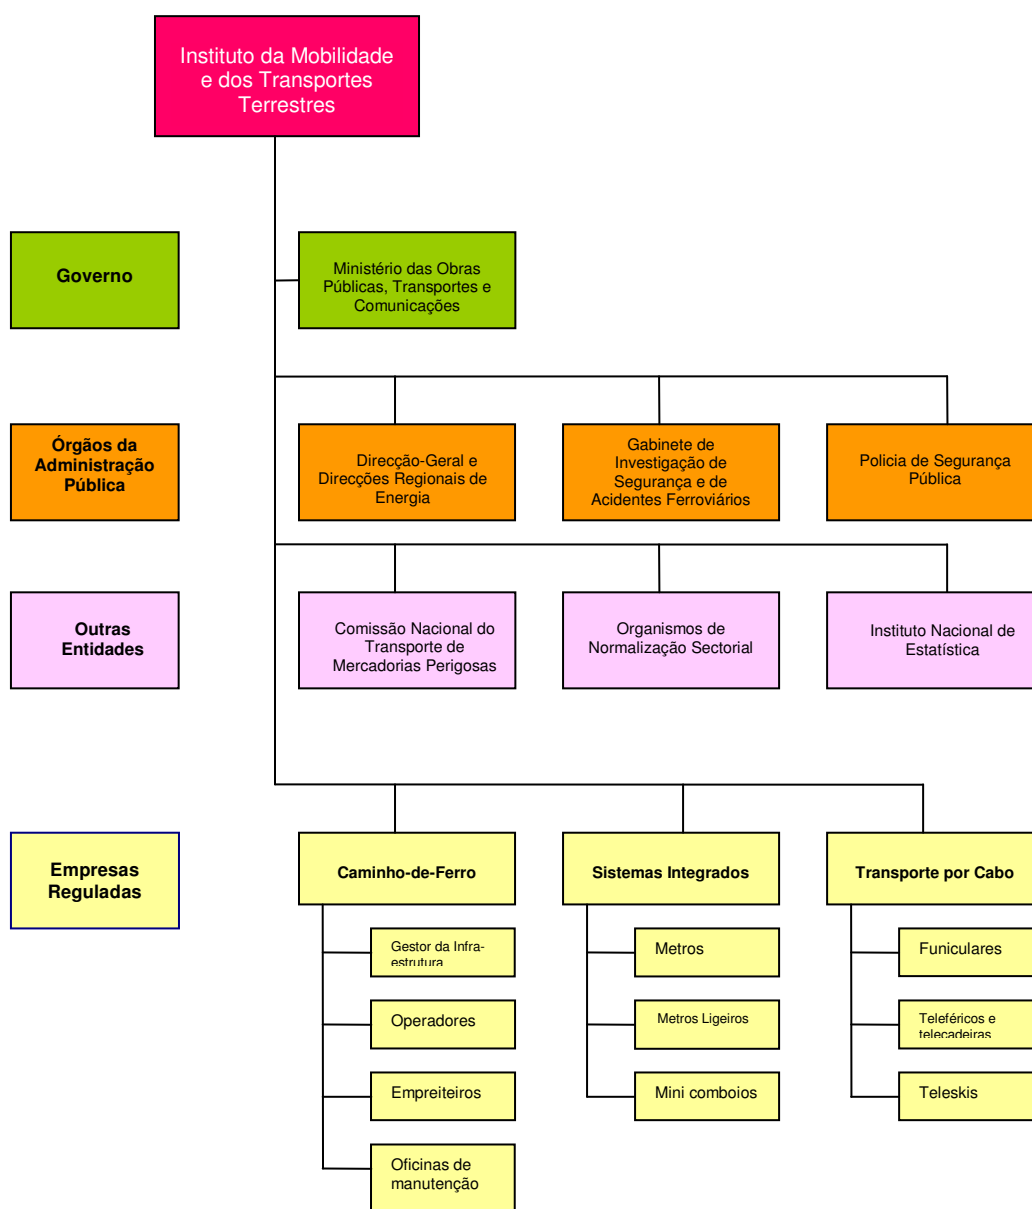 Instituto da Mobilidade
e dos Transportes
Terrestres
Governo
Ministério das Obras
Públicas, Transportes e
Comunicações
Órgãos da
Administração
Pública
Direcção-Geral e
Direcções Regionais de
Energia
Gabinete de
Investigação de
Segurança e de
Acidentes Ferroviários
Policia de Segurança
Pública
Outras
Entidades
Comissão Nacional do
Transporte de
Mercadorias Perigosas
Organismos de
Normalização Sectorial
Instituto Nacional de
Estatística
Empresas
Reguladas
Caminho-de-Ferro
Sistemas Integrados
Transporte por Cabo
Gestor da Infra-
estrutura
Metros
Funiculares
Operadores
Metros Ligeiros
Teleféricos e
telecadeiras
Empreiteiros
Mini comboios
Teleskis
Oficinas de
manutenção